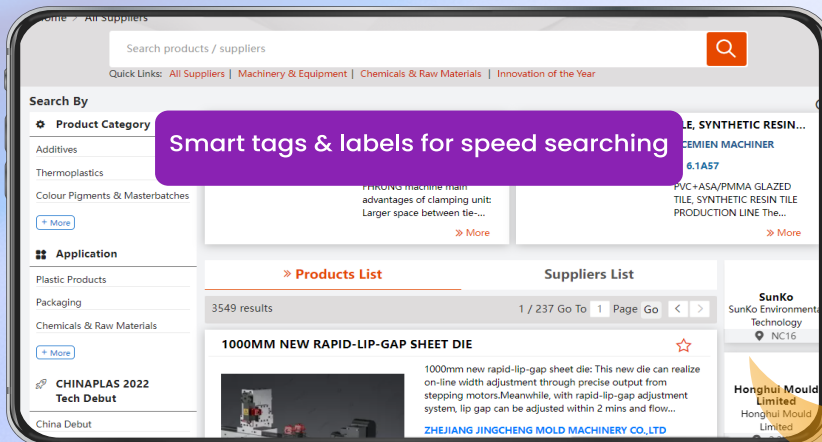 Home > All Suppliers
Search products / suppliers
Quick Links: All Suppliers | Machinery & Equipment | Chemicals & Raw Materials | Innovation of the Year
Search By
Product Category
Additives
Thermoplastics
Colour Pigments & Masterbatches
+ More
Application
Plastic Products
Packaging
Chemicals & Raw Materials
+ More
CHINAPLAS 2022
Tech Debut
China Debut
Smart tags & labels for speed searching
machine main
advantages of clamping unit:
Larger space between tie-...
» More
SYNTHETIC RESIN...
MACHINER
6.1A57
PVC+ASA/PMMA GLAZED
TILE, SYNTHETIC RESIN TILE
PRODUCTION LINE The...
» More
» Products List
Suppliers List
3549 results
1 / 237 Go To 1 Page Go < >
1000MM NEW RAPID-LIP-GAP SHEET DIE
1000mm new rapid-lip-gap sheet die: This new die can realize
on-line width adjustment through precise output from
stepping motors.Meanwhile, with rapid-lip-gap adjustment
system, lip gap can be adjusted within 2 mins and flow...
ZHEJIANG JINGCHENG MOLD MACHINERY CO.,LTD
SunKo
SunKo Environmenta
Technology
NC16
Honghui Mould
Limited
Honghui Mould
Limited